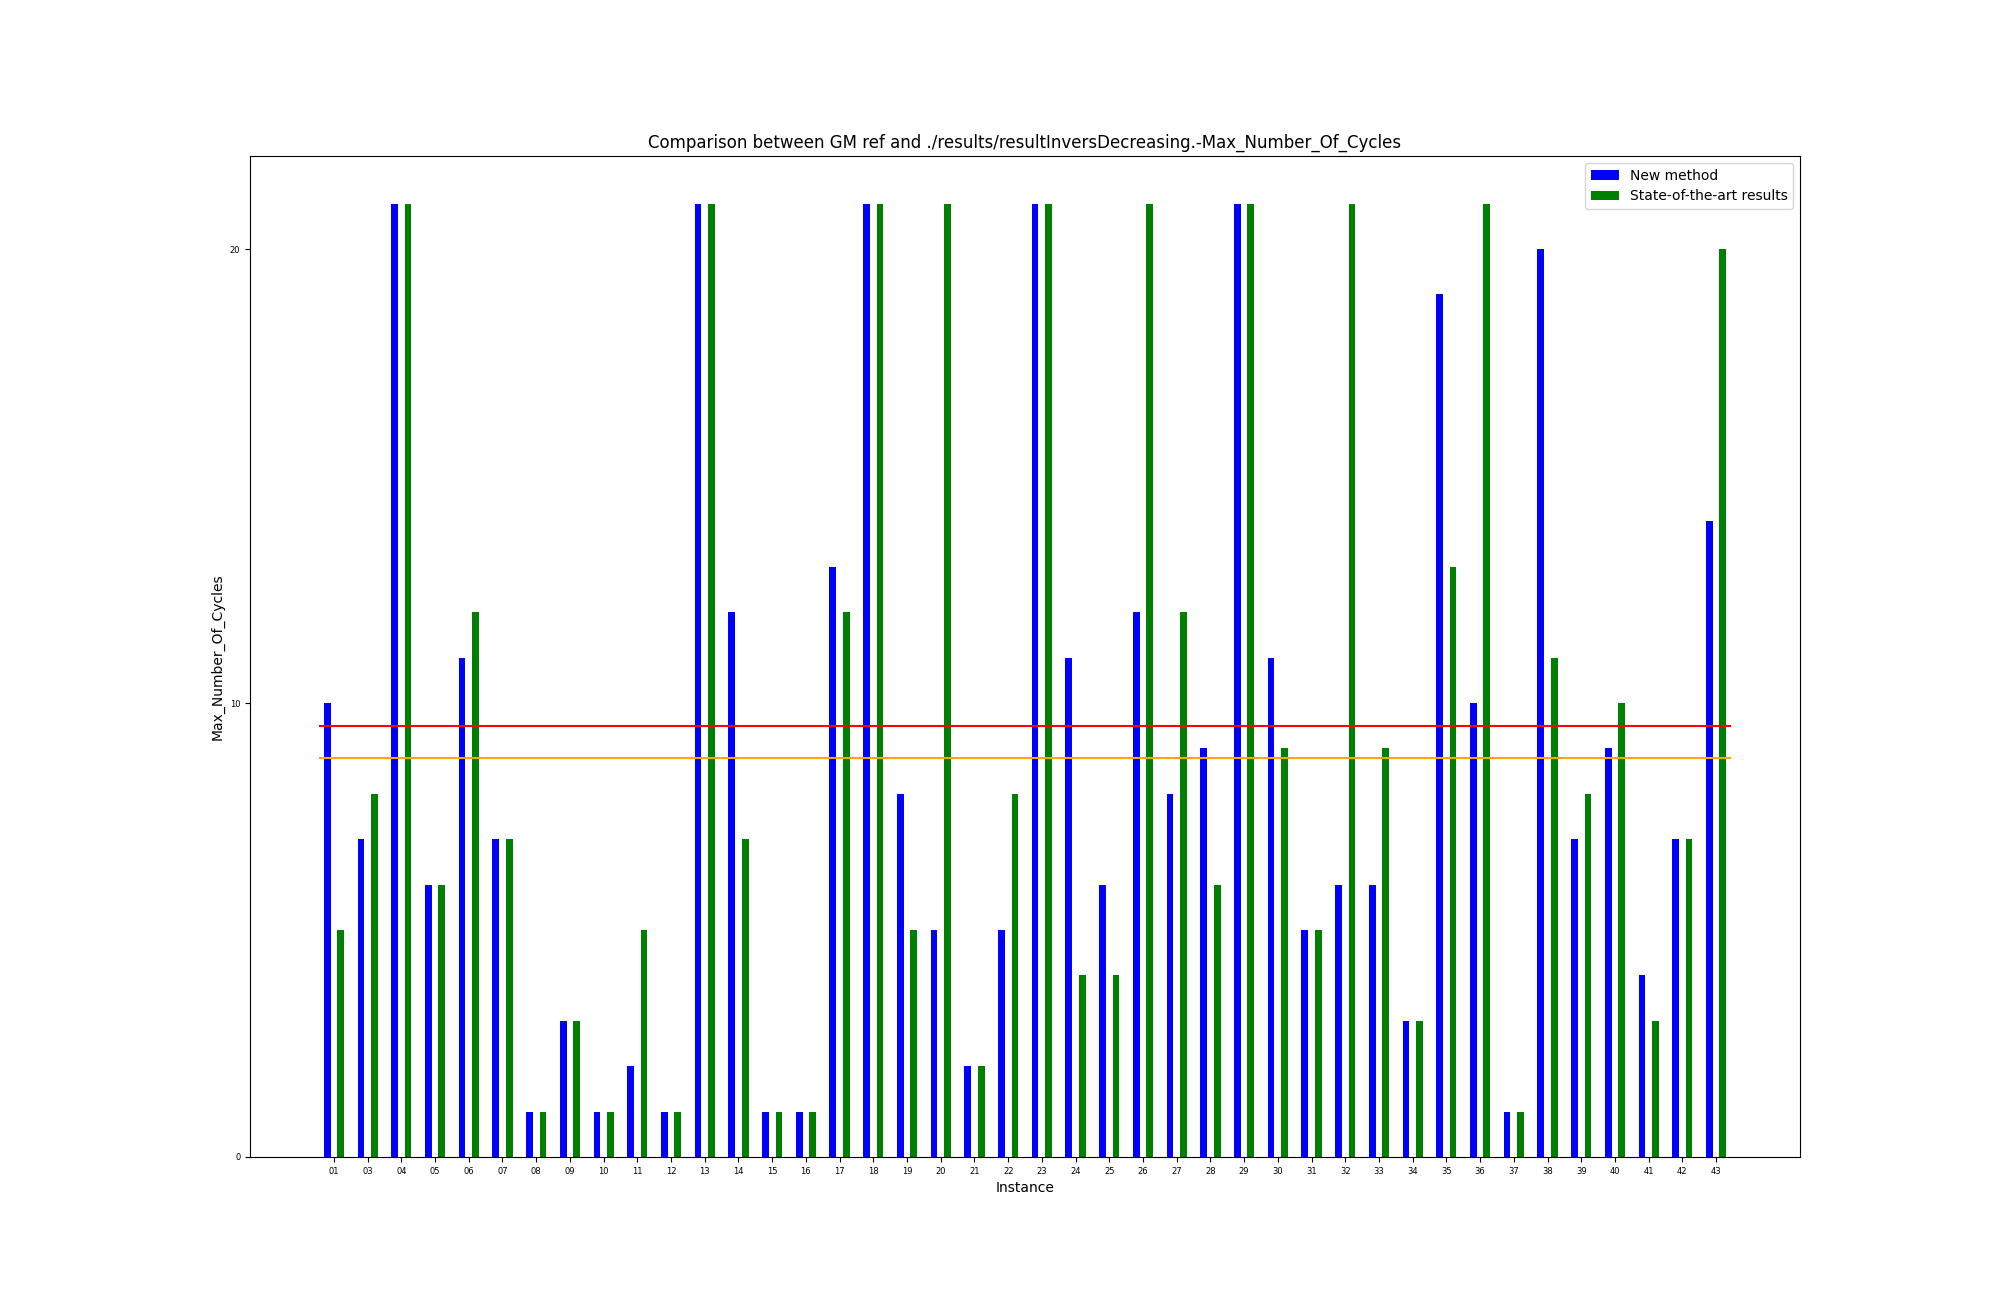 Comparison between GM ref and ./results/resultInversDecreasing.-Max_Number_Of_Cycles
New method
State-of-the-art results
20
10
0
Max_Number_Of_Cycles
01 03 04 05 06 07 08 09 10 11 12 13 14 15 16 17 18 19 20 21 22 23 24 25 26 27 28 29 30 31 32 33 34 35 36 37 38 39 40 41 42 43
Instance